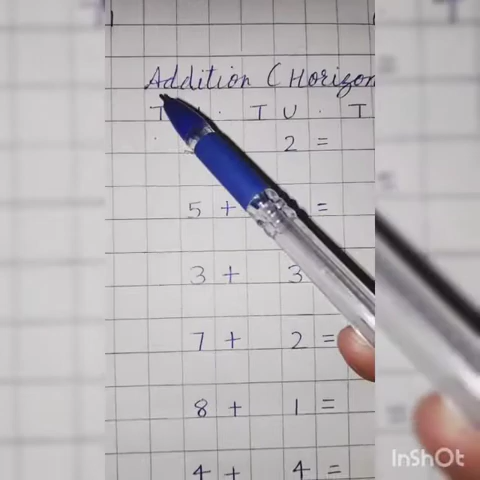 Addition (Horizon
T U . T U . T
2 =
5 + =
3 + 3
7 + 2 =
8 + 1 =
4 + 4 =
InShOt